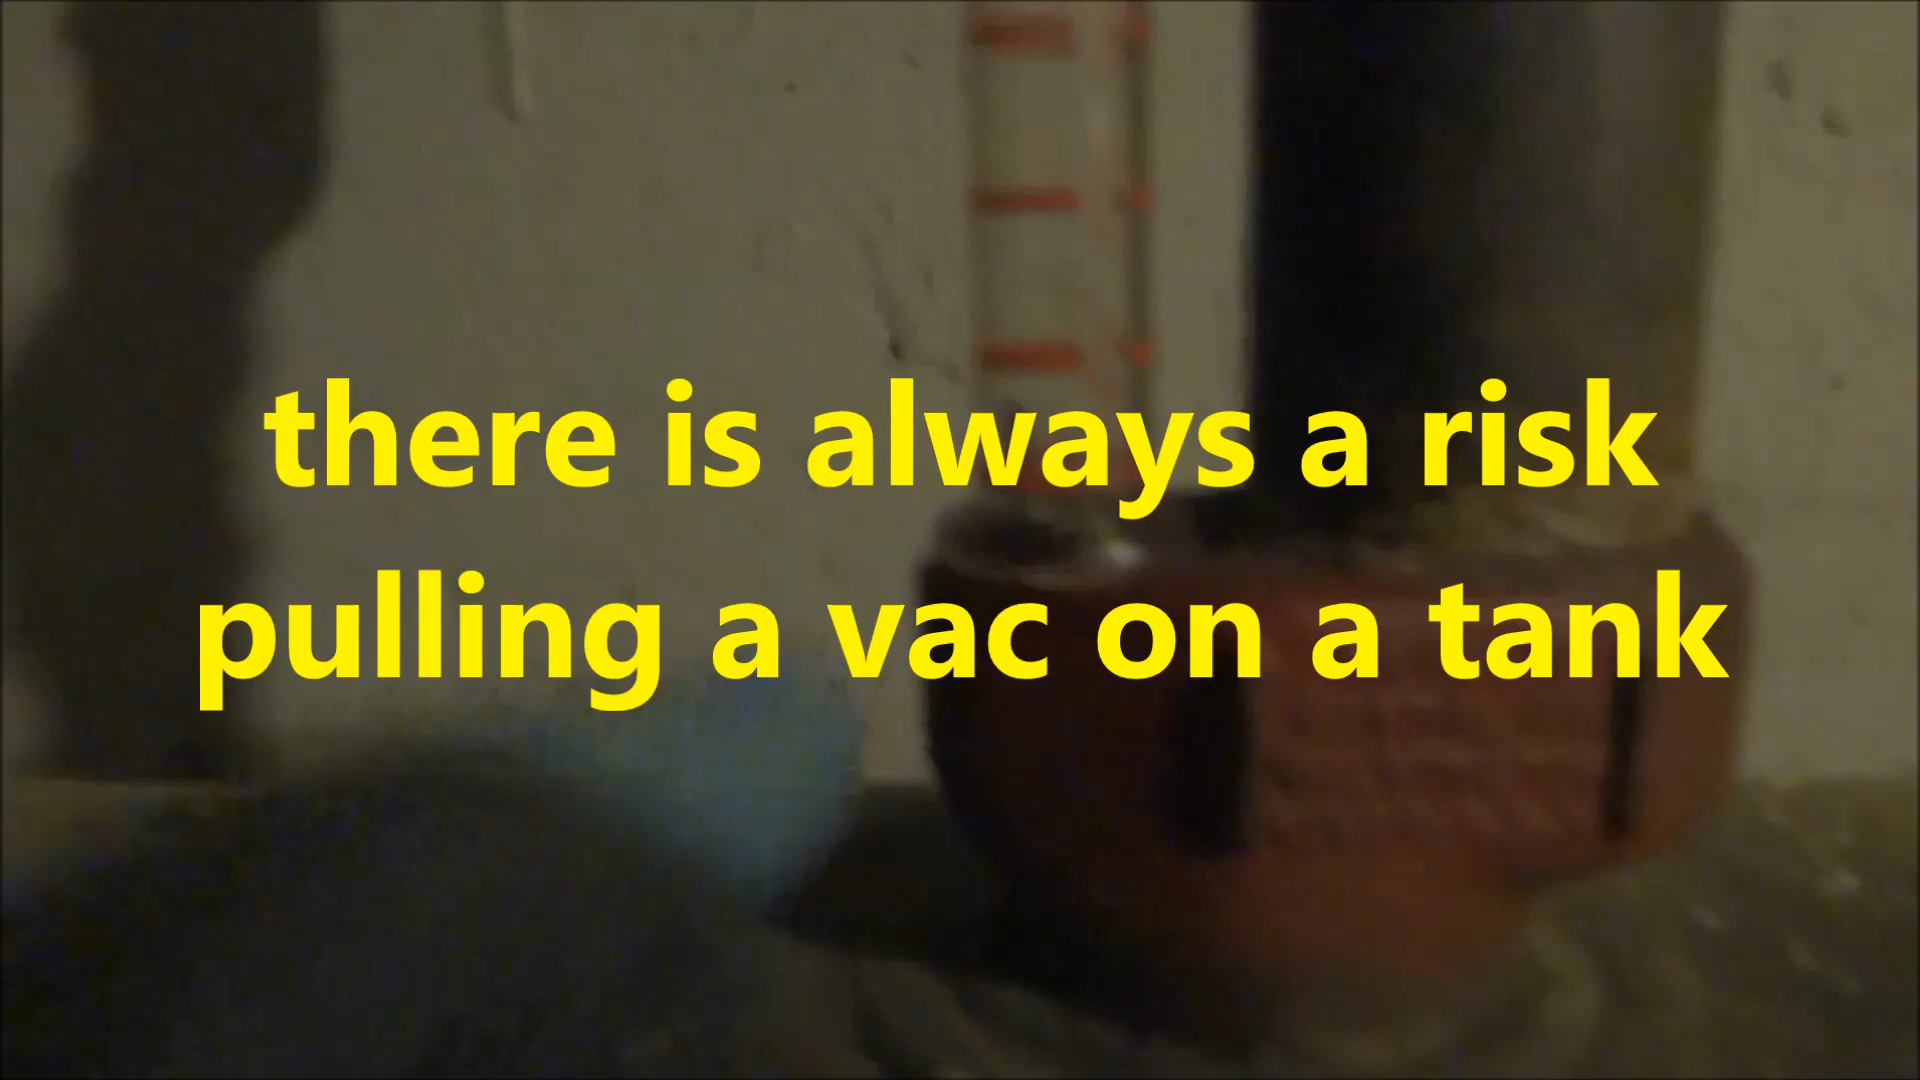 there is always a risk
pulling a vac on a tank